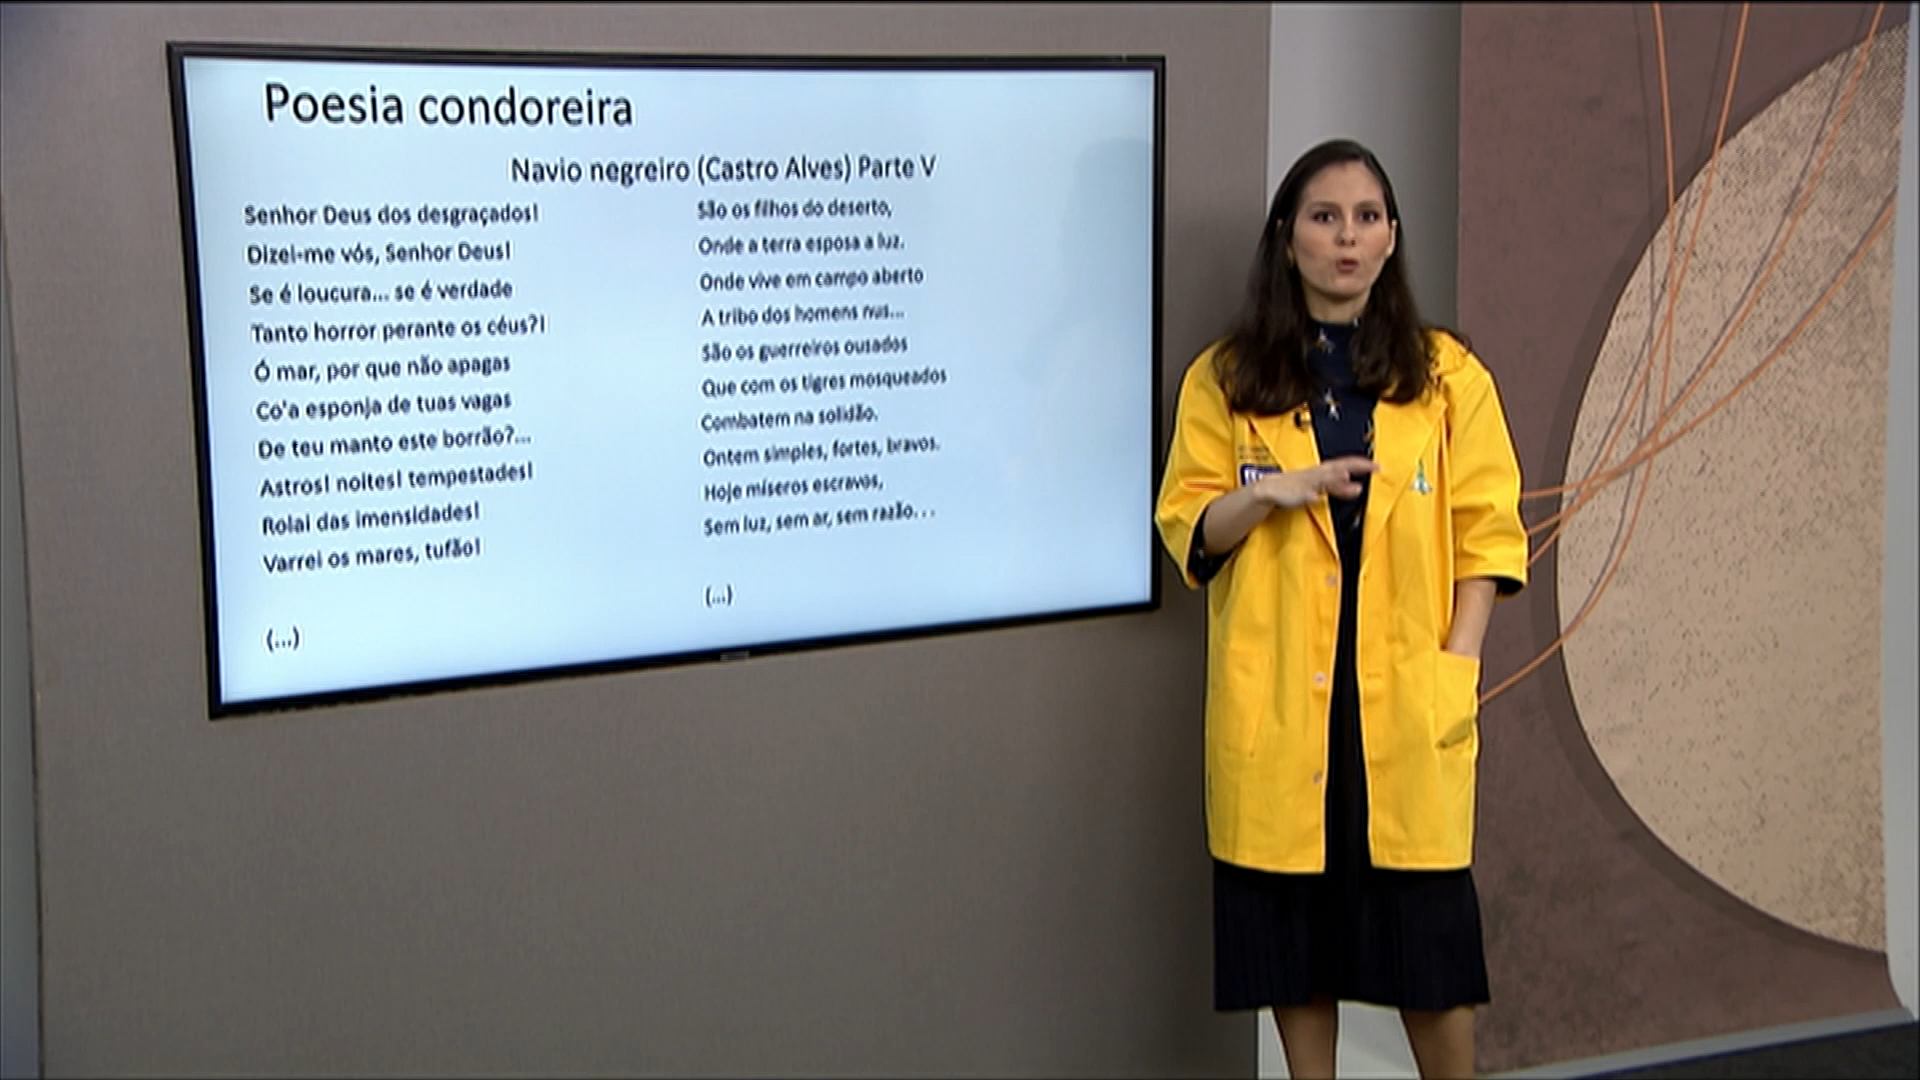 Poesia condoreira
Navio negreiro (Castro Alves) Parte V
Senhor Deus dos desgraçados!
Dizei-me vós, Senhor Deus!
Se é loucura... se é verdade
Tanto horror perante os céus?!
Ó mar, por que não apagas
Co'a esponja de tuas vagas
De teu manto este borrão?...
Astros! noites! tempestades!
Rolai das imensidades!
Varrei os mares, tufão!
(...)
São os filhos do deserto,
Onde a terra esposa a luz.
Onde vive em campo aberto
A tribo dos homens nus...
São os guerreiros ousados
Que com os tigres mosqueados
Combatem na solidão.
Ontem simples, fortes, bravos.
Hoje míseros escravos,
Sem luz, sem ar, sem razão. . .
(...)